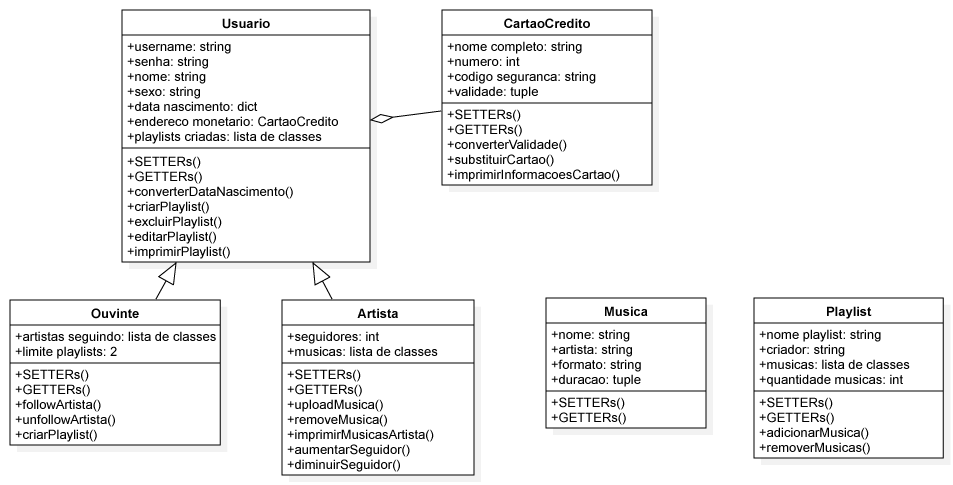 Usuario
+username: string
+senha: string
+nome: string
+sexo: string
+data nascimento: dict
+endereco monetario: CartaoCredito
+playlists criadas: lista de classes
+SETTERs()
+GETTERs()
+converterDataNascimento()
+criarPlaylist()
+excluirPlaylist()
+editarPlaylist()
+imprimirPlaylist()
CartaoCredito
+nome completo: string
+numero: int
+codigo seguranca: string
+validade: tuple
+SETTERs()
+GETTERs()
+converterValidade()
+substituirCartao()
+imprimirInformacoesCartao()
Ouvinte
+artistas seguindo: lista de classes
+limite playlists: 2
+SETTERs()
+GETTERs()
+followArtista()
+unfollowArtista()
+criarPlaylist()
Artista
+seguidores: int
+musicas: lista de classes
+SETTERs()
+GETTERs()
+uploadMusica()
+removeMusica()
+imprimirMusicasArtista()
+aumentarSeguidor()
+diminuirSeguidor()
Musica
+nome: string
+artista: string
+formato: string
+duracao: tuple
+SETTERs()
+GETTERs()
Playlist
+nome playlist: string
+criador: string
+musicas: lista de classes
+quantidade musicas: int
+SETTERs()
+GETTERs()
+adicionarMusica()
+removerMusicas()